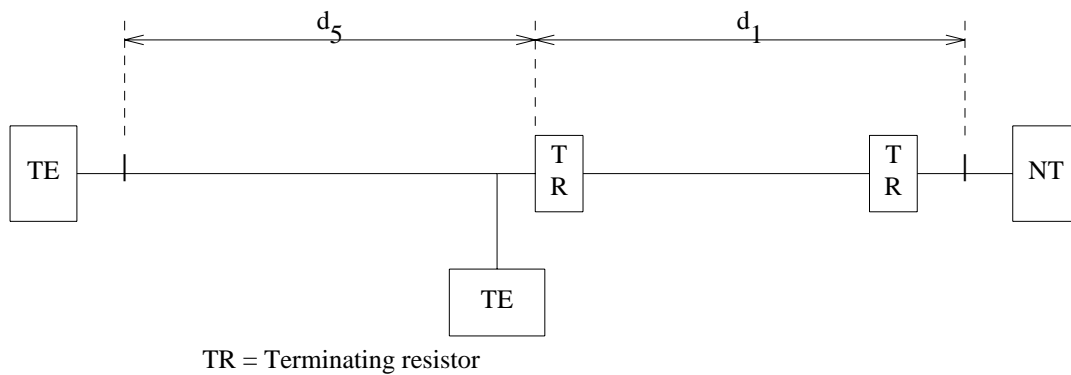 d5 d1
TE T R T R NT
TE
TR = Terminating resistor